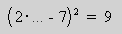 (2·... - 7)² = 9